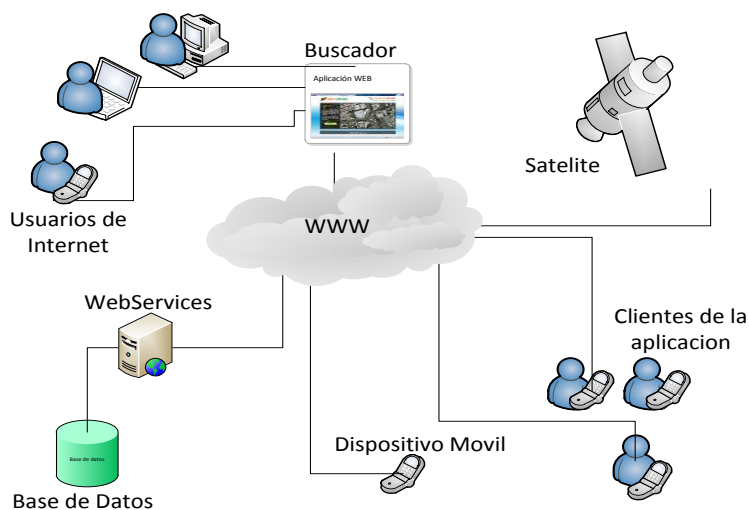 Buscador
Aplicación WEB
Satelite
Usuarios de
Internet
WWW
WebServices
Clientes de la
aplicacion
Dispositivo Movil
Base de datos
Base de Datos